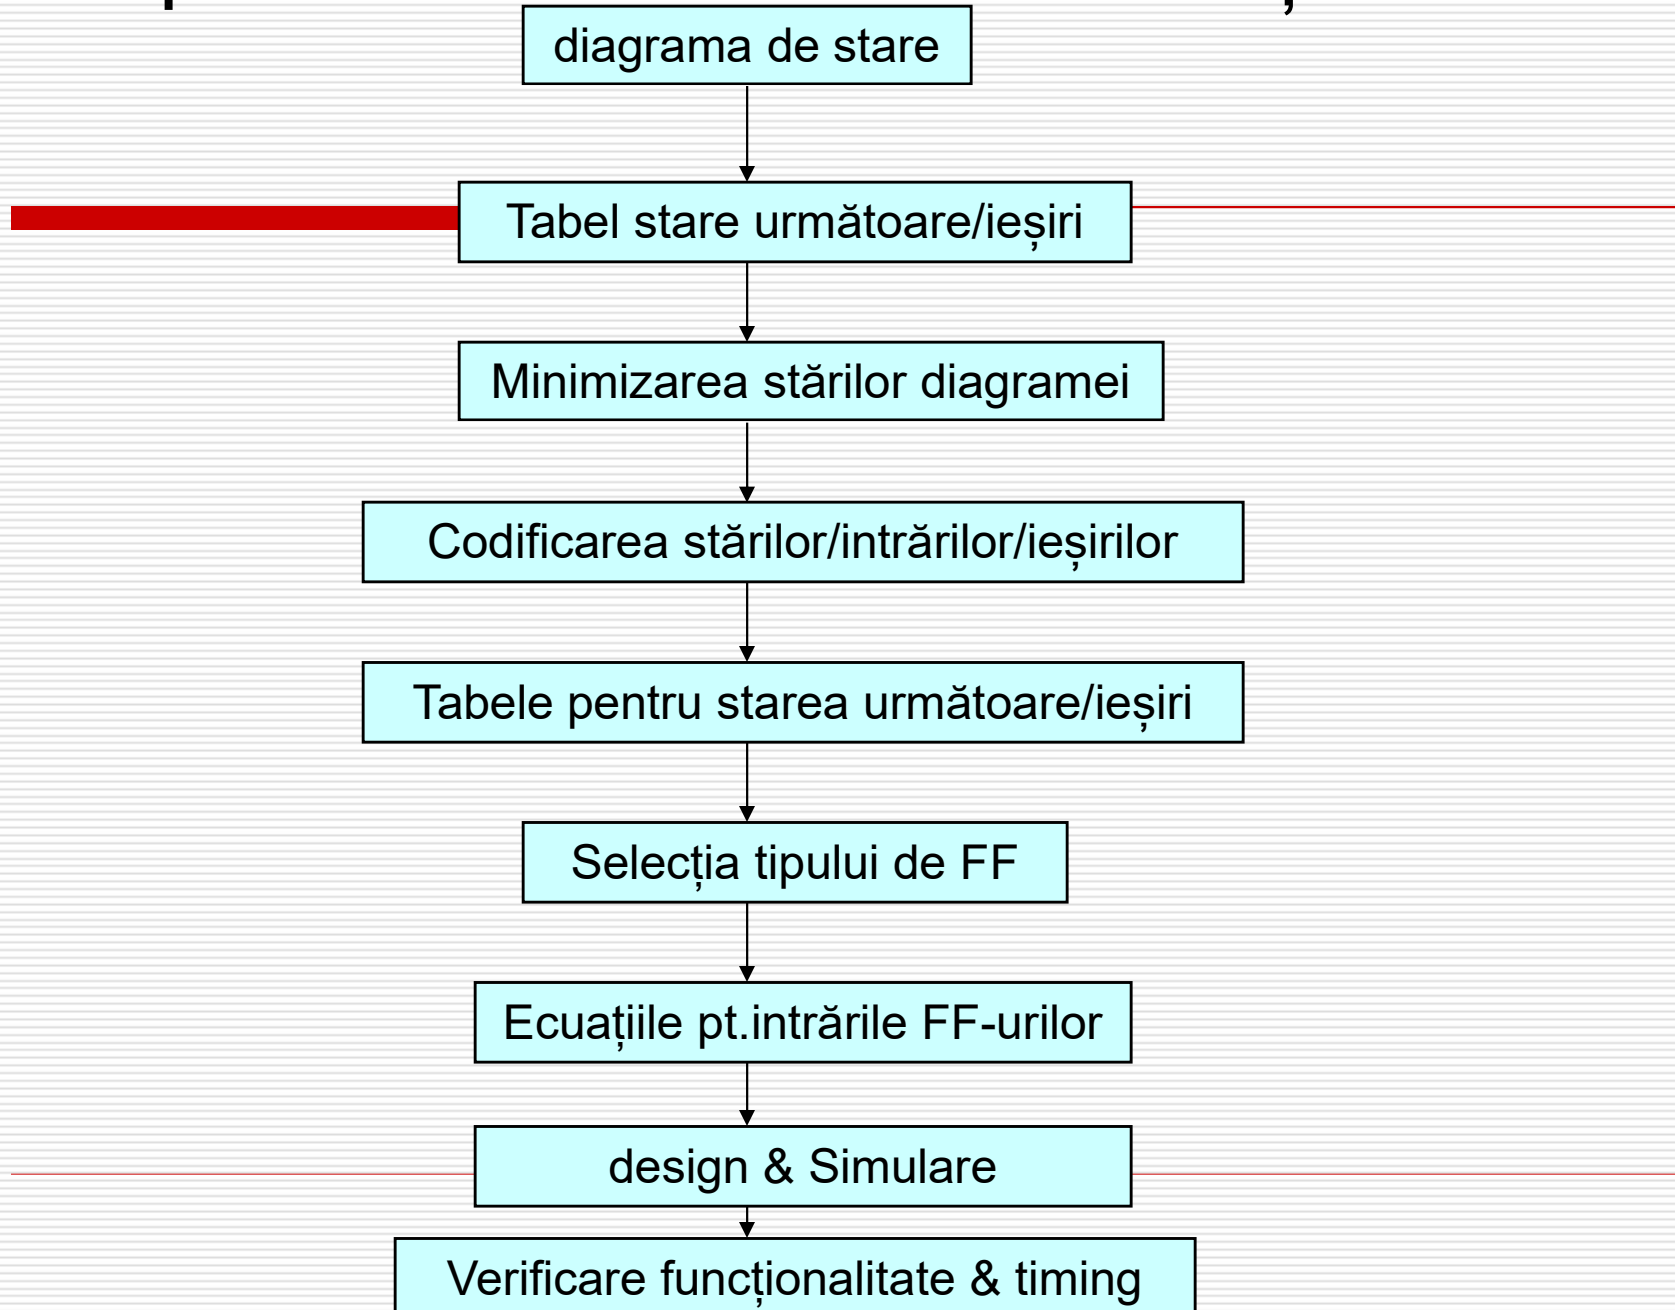 diagrama de stare
Tabel stare următoare/ieșiri
Minimizarea stărilor diagramei
Codificarea stărilor/intrărilor/ieșirilor
Tabele pentru starea următoare/ieșiri
Selecția tipului de FF
Ecuațiile pt.intrările FF-urilor
design & Simulare
Verificare funcționalitate & timing